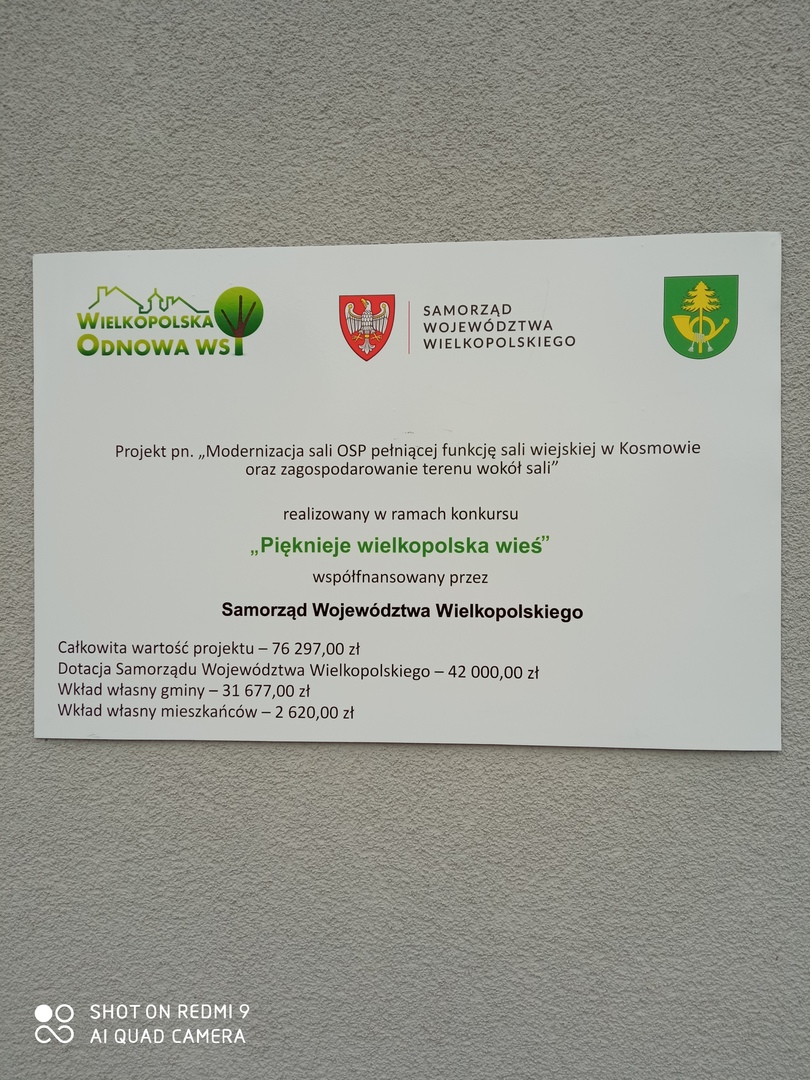 WIELKOPOLSKA
ODNOWA WSI
SAMORZĄD
WOJEWÓDZTWA
WIELKOPOLSKIEGO
Projekt pn. „Modernizacja sali OSP pełniącej funkcję sali wiejskiej w Kosmowie
oraz zagospodarowanie terenu wokół sali”
realizowany w ramach konkursu
„Pięknieje wielkopolska wieś”
współfnansowany przez
Samorząd Województwa Wielkopolskiego
Całkowita wartość projektu – 76 297,00 zł
Dotacja Samorządu Województwa Wielkopolskiego – 42 000,00 zł
Wkład własny gminy – 31 677,00 zł
Wkład własny mieszkańców – 2 620,00 zł
SHOT ON REDMI 9
AI QUAD CAMERA